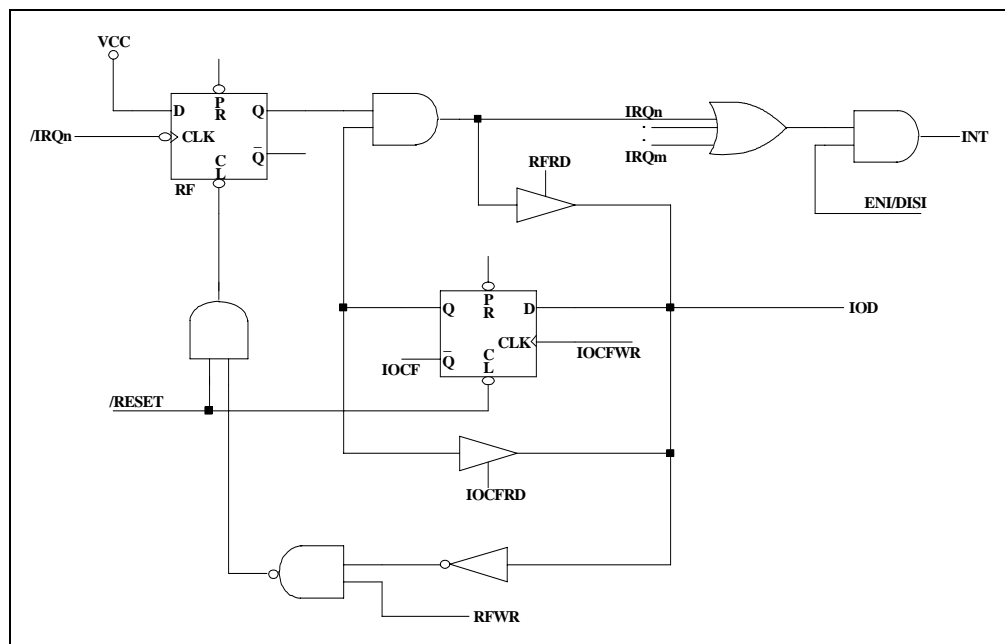 VCC
D
P
R
Q
/IRQn
CLK
Q
C
L
RF
IRQn
:
IRQm
INT
RFRD
ENI/DISI
Q
P
R
D
IOD
CLK
IOCFWR
IOCF
Q
C
L
/RESET
IOCFRD
RFWR